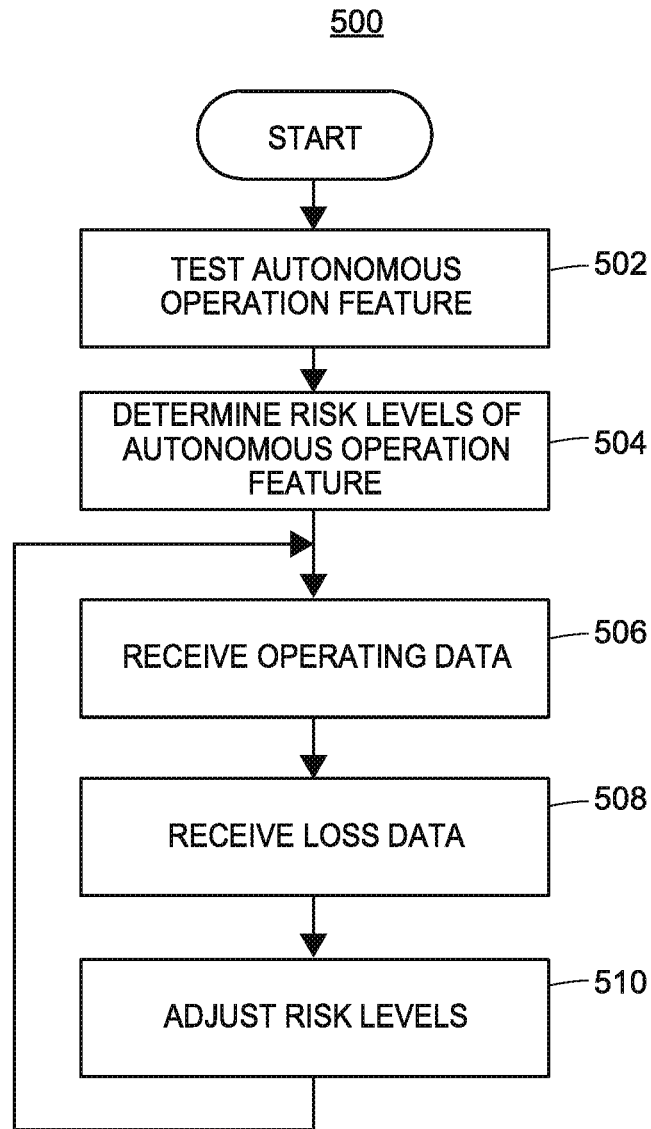 500
START
TEST AUTONOMOUS
OPERATION FEATURE
502
DETERMINE RISK LEVELS OF
AUTONOMOUS OPERATION
FEATURE
504
RECEIVE OPERATING DATA
506
RECEIVE LOSS DATA
508
ADJUST RISK LEVELS
510